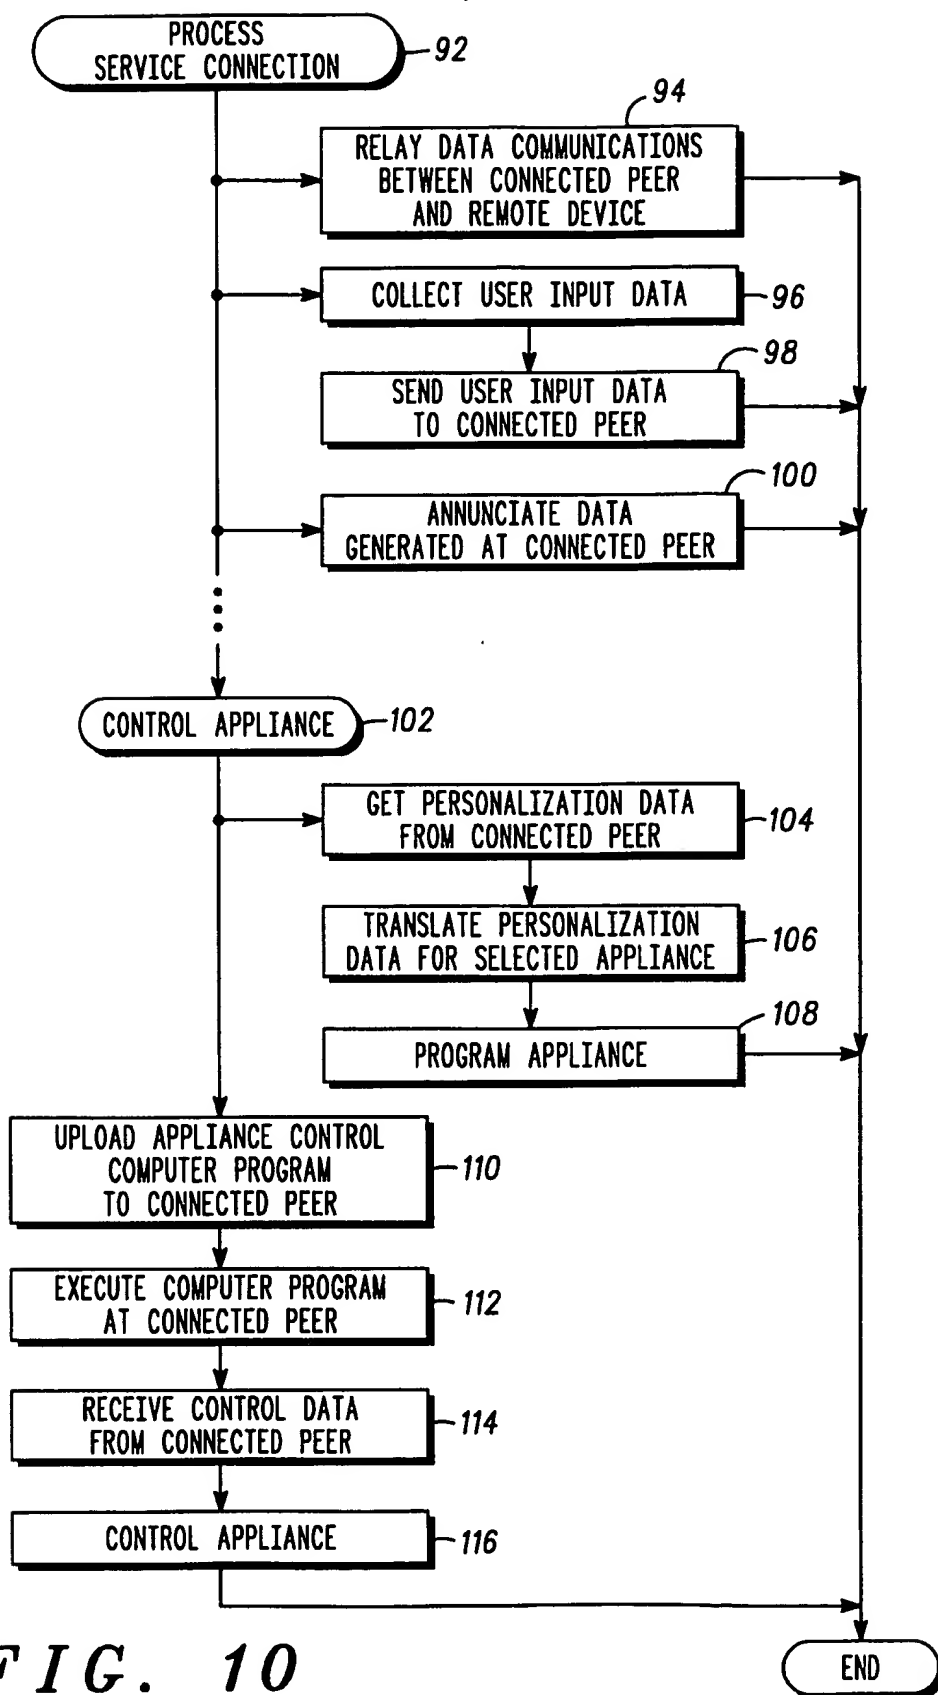 PROCESS
SERVICE CONNECTION
92
94
RELAY DATA COMMUNICATIONS
BETWEEN CONNECTED PEER
AND REMOTE DEVICE
COLLECT USER INPUT DATA
96
98
SEND USER INPUT DATA
TO CONNECTED PEER
100
ANNUNCIATE DATA
GENERATED AT CONNECTED PEER
CONTROL APPLIANCE
102
GET PERSONALIZATION DATA
FROM CONNECTED PEER
104
TRANSLATE PERSONALIZATION
DATA FOR SELECTED APPLIANCE
106
108
PROGRAM APPLIANCE
UPLOAD APPLIANCE CONTROL
COMPUTER PROGRAM
TO CONNECTED PEER
110
EXECUTE COMPUTER PROGRAM
AT CONNECTED PEER
112
RECEIVE CONTROL DATA
FROM CONNECTED PEER
114
CONTROL APPLIANCE
116
END
FIG. 10